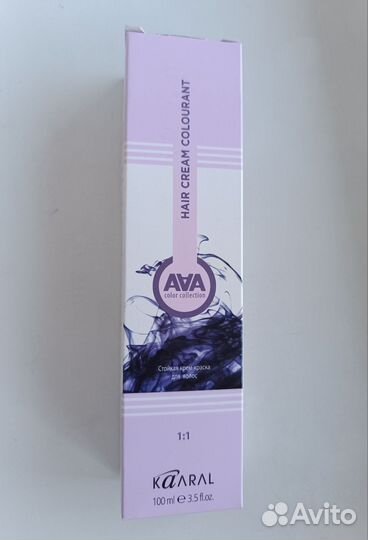 HAIR CREAM COLOURANT
AAA
color collection
Стойкая крем-краска
для волос
1:1
KAARAL
100 ml ℮ 3.5 fl.oz.
Avito